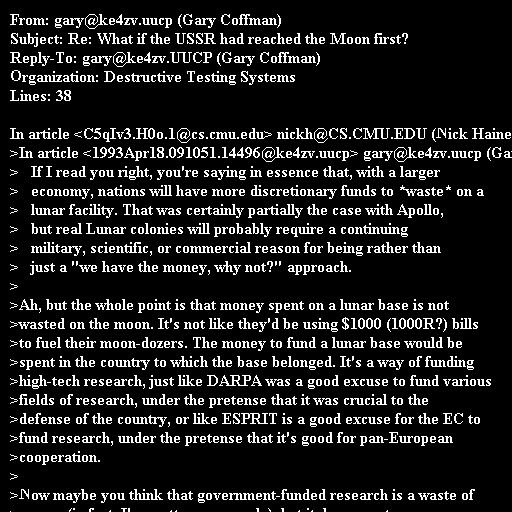 From: gary@ke4zv.uucp (Gary Coffman)
Subject: Re: What if the USSR had reached the Moon first?
Reply-To: gary@ke4zv.UUCP (Gary Coffman)
Organization: Destructive Testing Systems
Lines: 38

In article <C5qIv3.H0o.1@cs.cmu.edu> nickh@CS.CMU.EDU (Nick Haine
>In article <1993Apr18.091051.14496@ke4zv.uucp> gary@ke4zv.uucp (Gar
>   If I read you right, you're saying in essence that, with a larger
>   economy, nations will have more discretionary funds to *waste* on a
>   lunar facility. That was certainly partially the case with Apollo,
>   but real Lunar colonies will probably require a continuing
>   military, scientific, or commercial reason for being rather than
>   just a "we have the money, why not?" approach.
>
>Ah, but the whole point is that money spent on a lunar base is not
>wasted on the moon. It's not like they'd be using $1000 (1000R?) bills
>to fuel their moon-dozers. The money to fund a lunar base would be
>spent in the country to which the base belonged. It's a way of funding
>high-tech research, just like DARPA was a good excuse to fund various
>fields of research, under the pretense that it was crucial to the
>defense of the country, or like ESPRIT is a good excuse for the EC to
>fund research, under the pretense that it's good for pan-European
>cooperation.
>
>Now maybe you think that government-funded research is a waste of